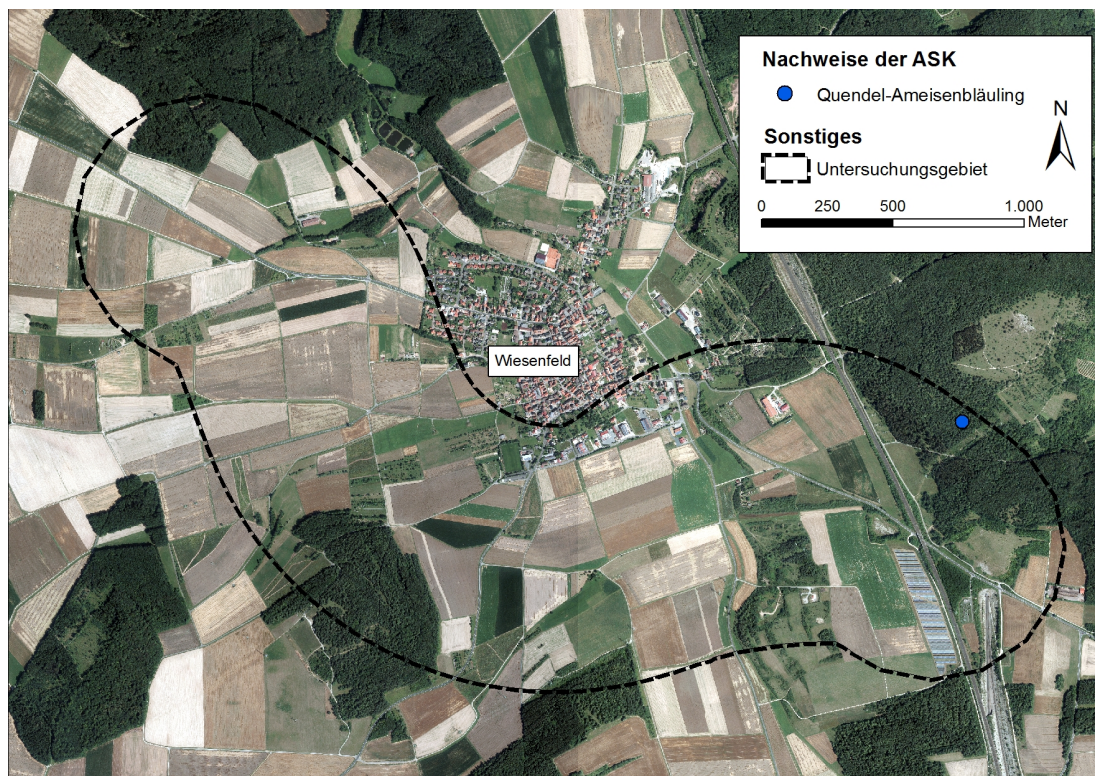 Nachweise der ASK
Quendel-Ameisenbläuling
N
Sonstiges
Untersuchungsgebiet
0 250 500 1.000
Meter
Wiesenfeld